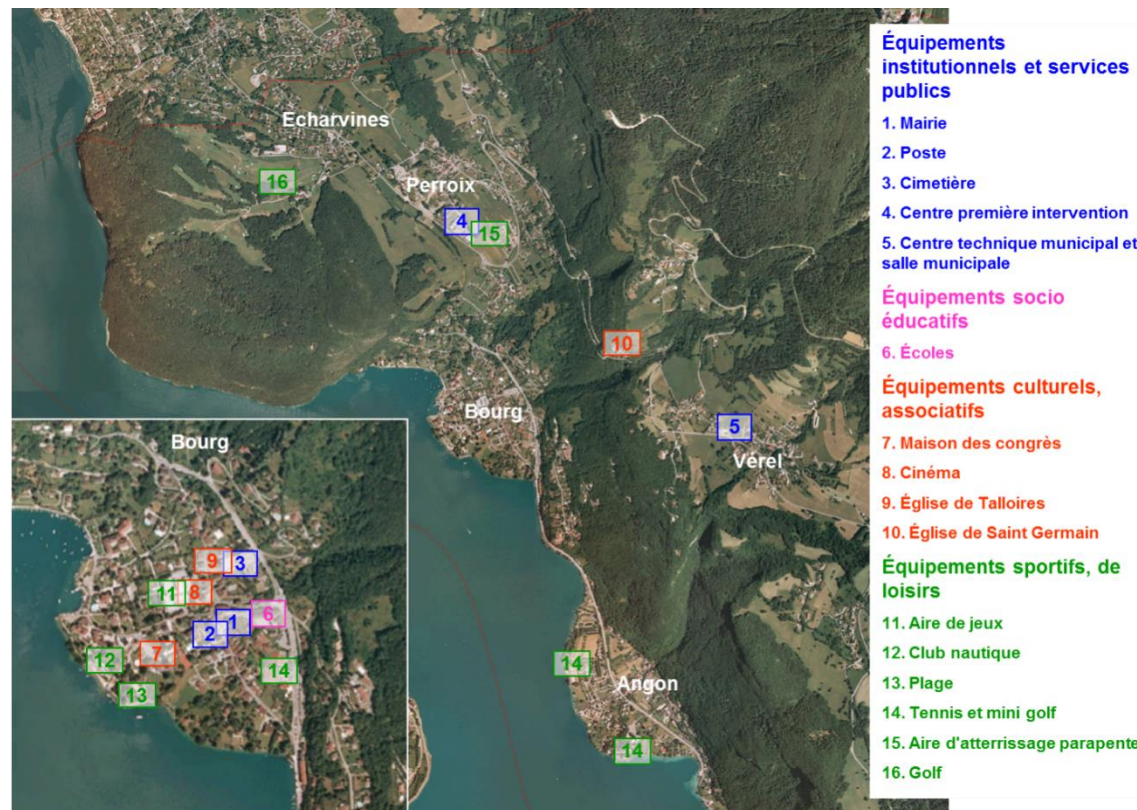 Echarvines
16
Perroix
4
15
10
Bourg
5
Vérel
14
Angon
14
Bourg
9
3
11
8
6
1
2
7
12
14
13
Équipements
institutionnels et services
publics
1. Mairie
2. Poste
3. Cimetière
4. Centre première intervention
5. Centre technique municipal et
salle municipale
Équipements socio
éducatifs
6. Écoles
Équipements culturels,
associatifs
7. Maison des congrès
8. Cinéma
9. Église de Talloires
10. Église de Saint Germain
Équipements sportifs, de
loisirs
11. Aire de jeux
12. Club nautique
13. Plage
14. Tennis et mini golf
15. Aire d'atterrissage parapente
16. Golf